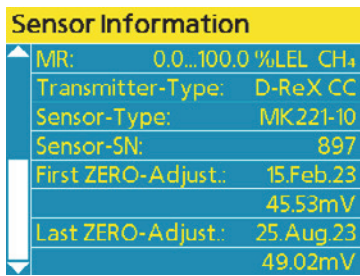 Sensor Information
MR: 0.0...100.0 %LEL CH₄
Transmitter-Type: D-ReX CC
Sensor-Type: MK221-10
Sensor-SN: 897
First ZERO-Adjust.: 15.Feb.23
45.53mV
Last ZERO-Adjust.: 25.Aug.23
49.02mV